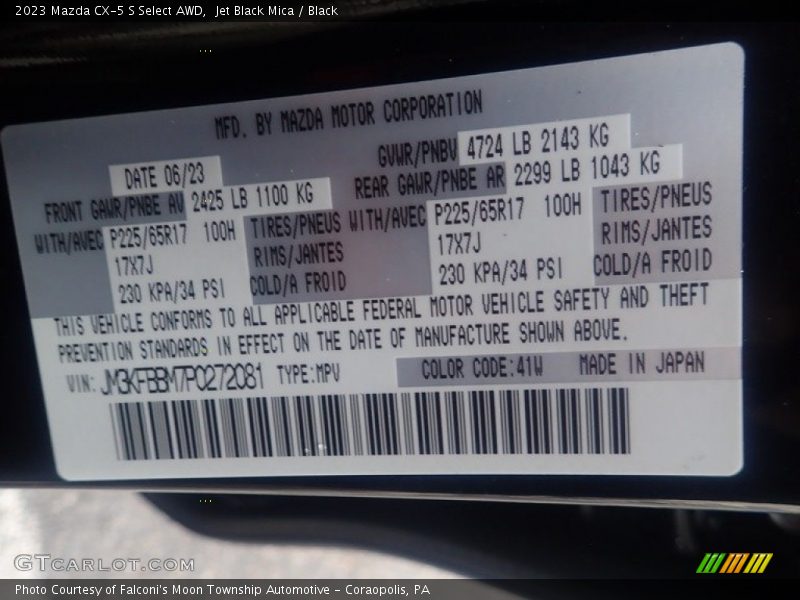 2023 Mazda CX-5 S Select AWD,  Jet Black Mica / Black
MFD. BY MAZDA MOTOR CORPORATION
DATE 06/23 GVWR/PNBV 4724 LB 2143 KG
FRONT GAWR/PNBE AV 2425 LB 1100 KG REAR GAWR/PNBE AR 2299 LB 1043 KG
WITH/AVEC P225/65R17 100H TIRES/PNEUS WITH/AVEC P225/65R17 100H TIRES/PNEUS
17X7J RIMS/JANTES 17X7J RIMS/JANTES
230 KPA/34 PSI COLD/A FROID 230 KPA/34 PSI COLD/A FROID
THIS VEHICLE CONFORMS TO ALL APPLICABLE FEDERAL MOTOR VEHICLE SAFETY AND THEFT
PREVENTION STANDARDS IN EFFECT ON THE DATE OF MANUFACTURE SHOWN ABOVE.
VIN: JM3KFBBM7P0272081 TYPE:MPV COLOR CODE:41W MADE IN JAPAN
GTcarlot.com
Photo Courtesy of Falconi's Moon Township Automotive - Coraopolis, PA